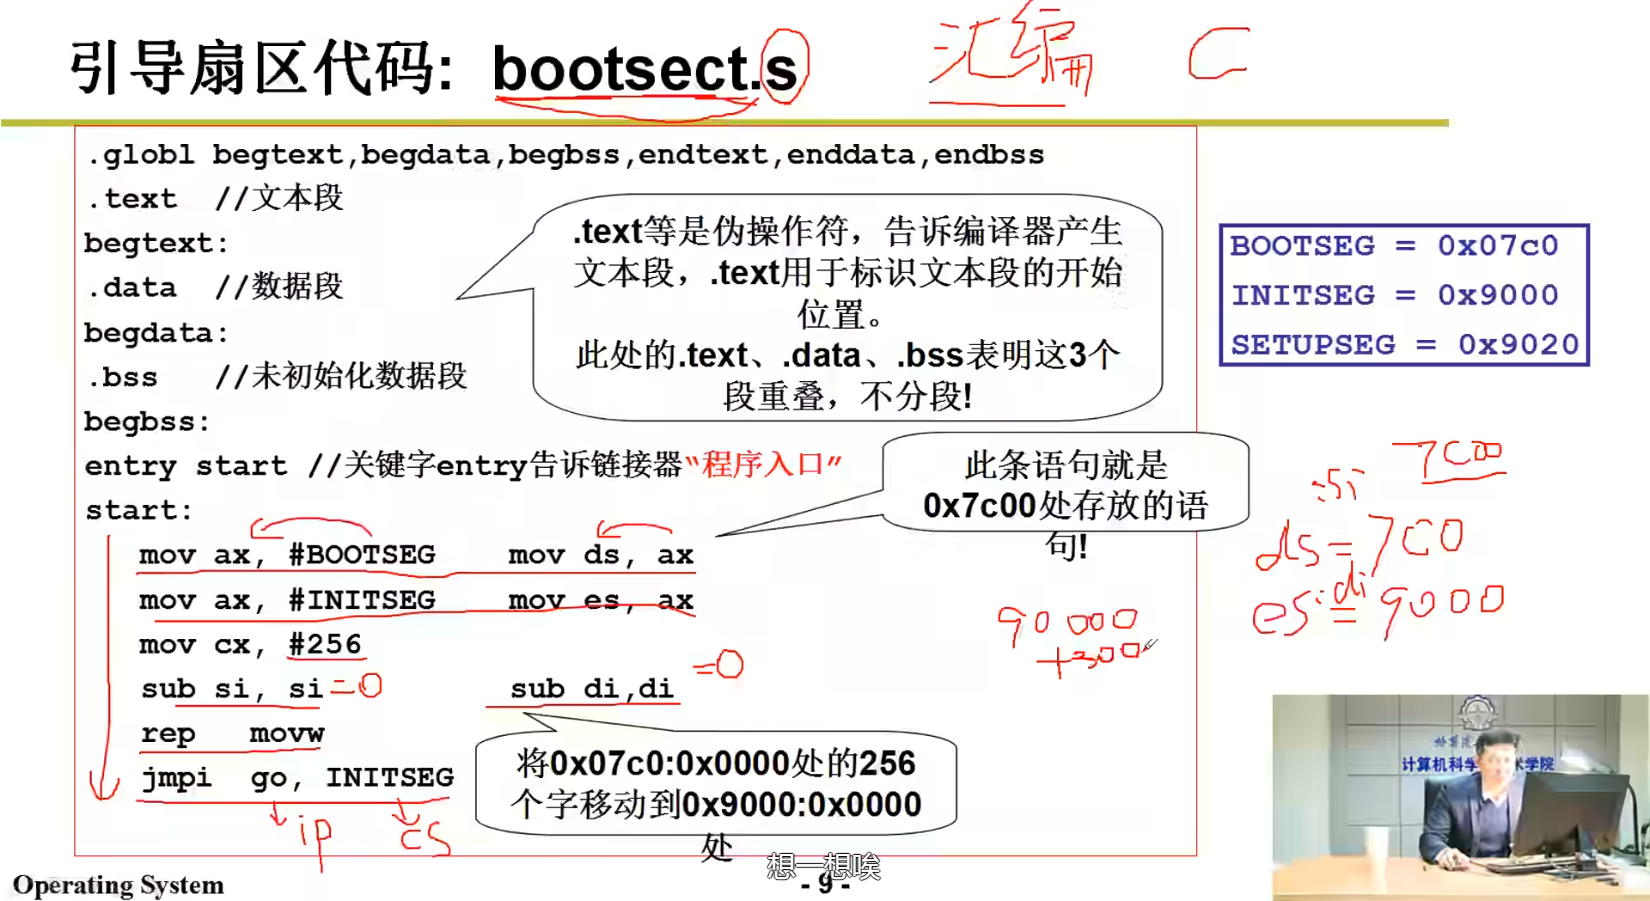 引导扇区代码: bootsect.s
汇编 C
.globl begtext,begdata,begbss,endtext,enddata,endbss
.text //文本段
begtext:
.data //数据段
begdata:
.bss //未初始化数据段
begbss:
entry start //关键字entry告诉链接器“程序入口”
start:
mov ax, #BOOTSEG mov ds, ax
mov ax, #INITSEG mov es, ax
mov cx, #256
sub si, si =0 sub di,di =0
rep movw
jmpi go, INITSEG
ip cs
.text等是伪操作符，告诉编译器产生
文本段，.text用于标识文本段的开始
位置。
此处的.text、.data、.bss表明这3个
段重叠，不分段!
此条语句就是
0x7c00处存放的语
句!
将0x07c0:0x0000处的256
个字移动到0x9000:0x0000
处
BOOTSEG = 0x07c0
INITSEG = 0x9000
SETUPSEG = 0x9020
7c00
:si
ds=7c0
es:di=9000
90000
+300
计算机科学 术学院
想一想唉
Operating System
- 9 -